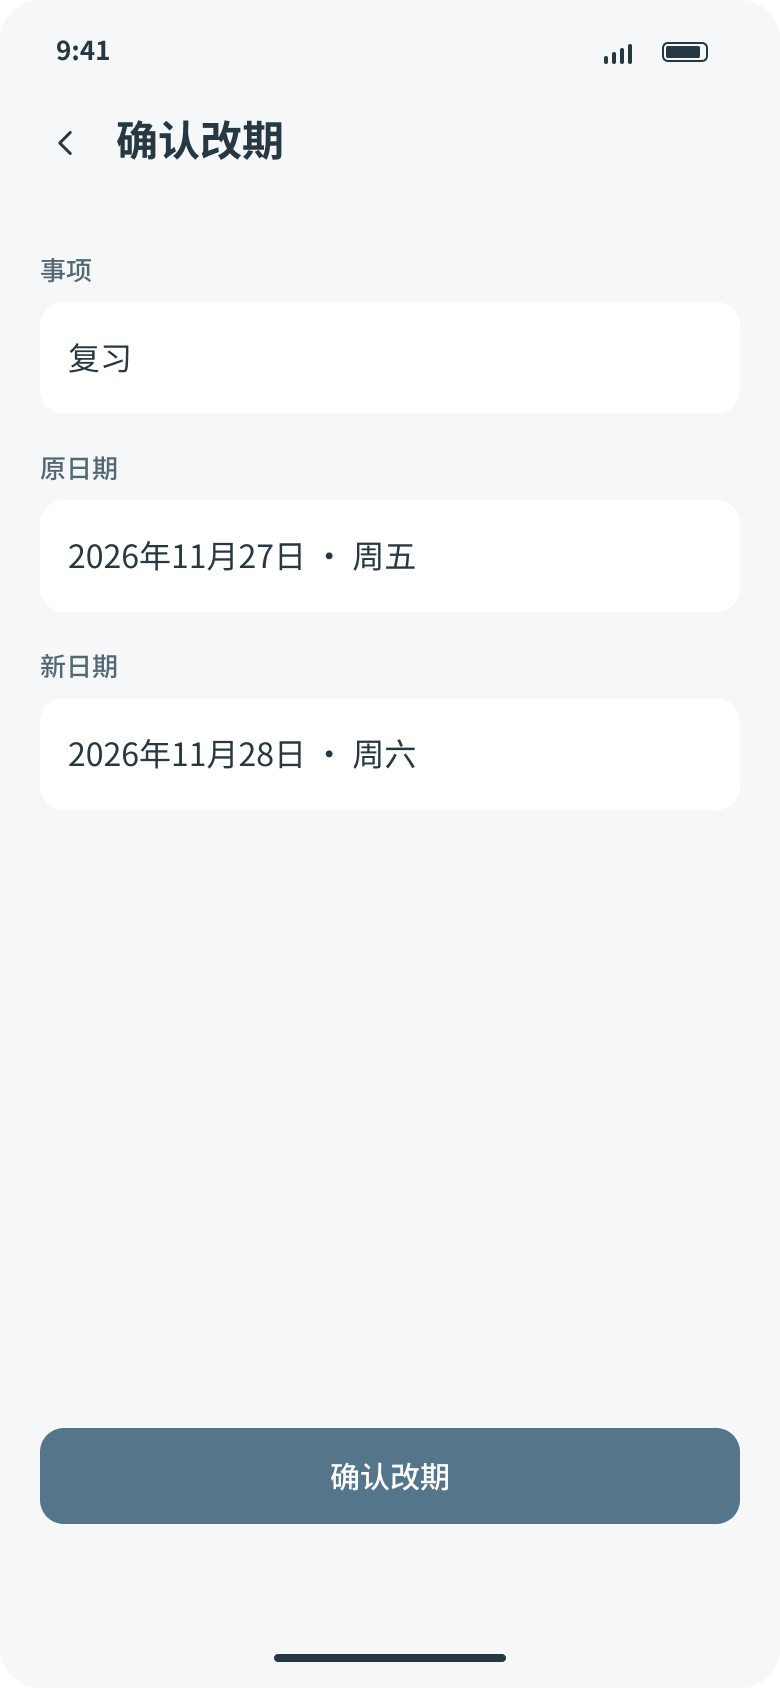 9:41
确认改期
事项
复习
原日期
2026年11月27日 · 周五
新日期
2026年11月28日 · 周六
确认改期